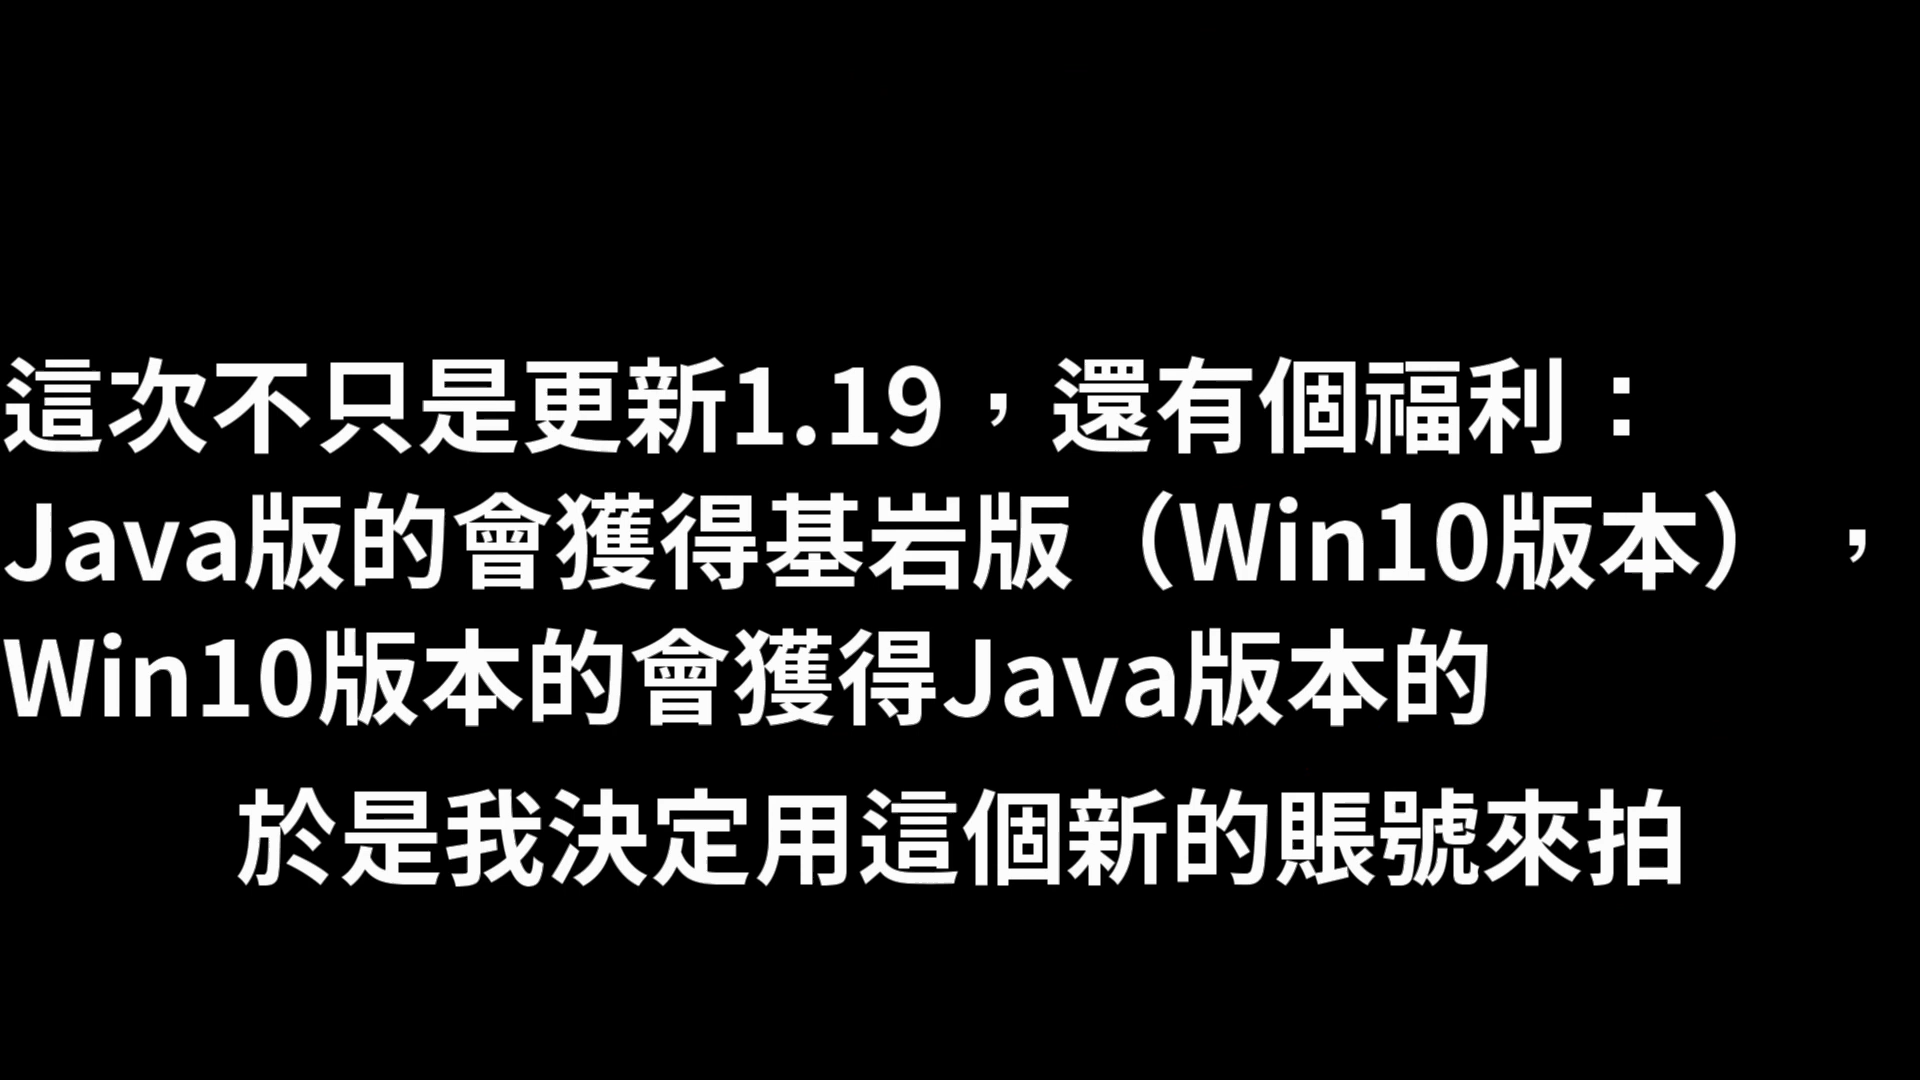 這次不只是更新1.19，還有個福利：
Java版的會獲得基岩版（Win10版本），
Win10版本的會獲得Java版本的
於是我決定用這個新的賬號來拍